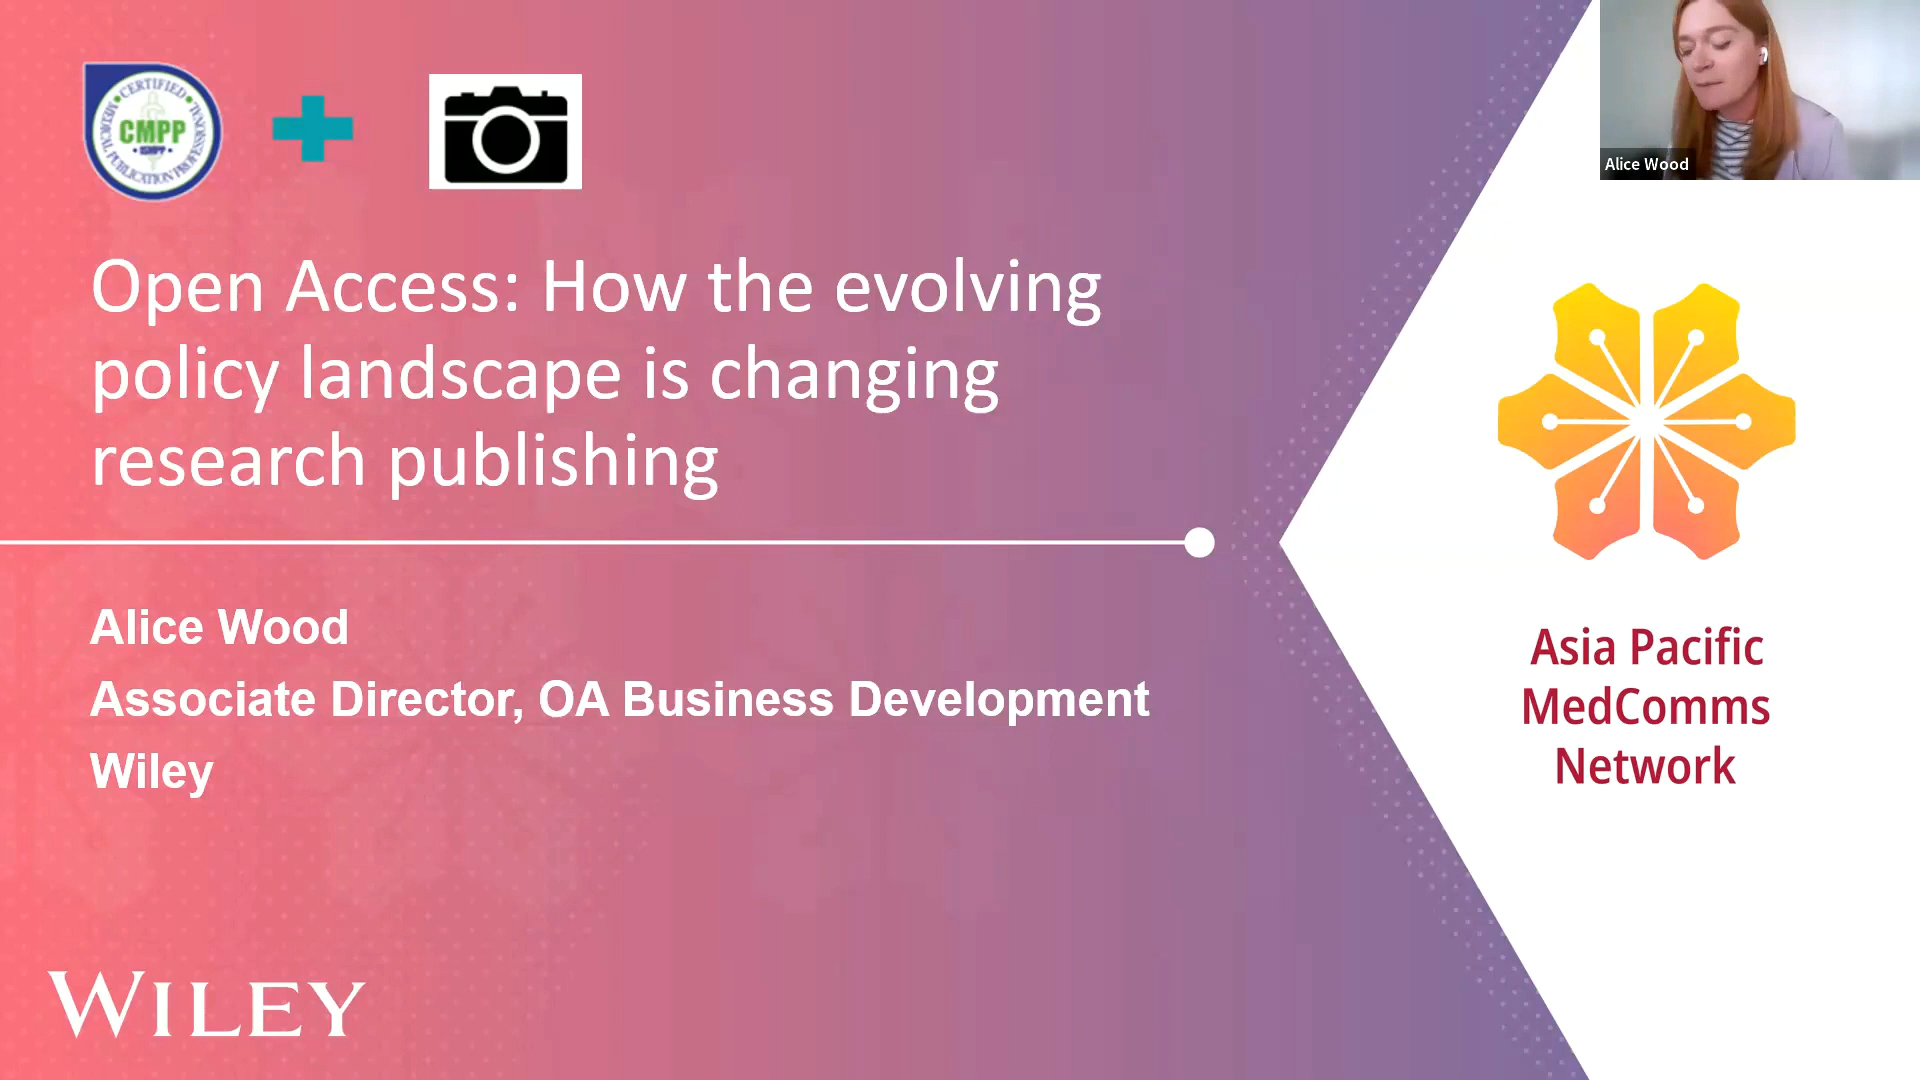 CERTIFIED
MEDICAL PUBLICATION PROFESSIONAL
CMPP
ISMPP
Alice Wood
Open Access: How the evolving
policy landscape is changing
research publishing
Alice Wood
Associate Director, OA Business Development
Wiley
Asia Pacific
MedComms
Network
WILEY